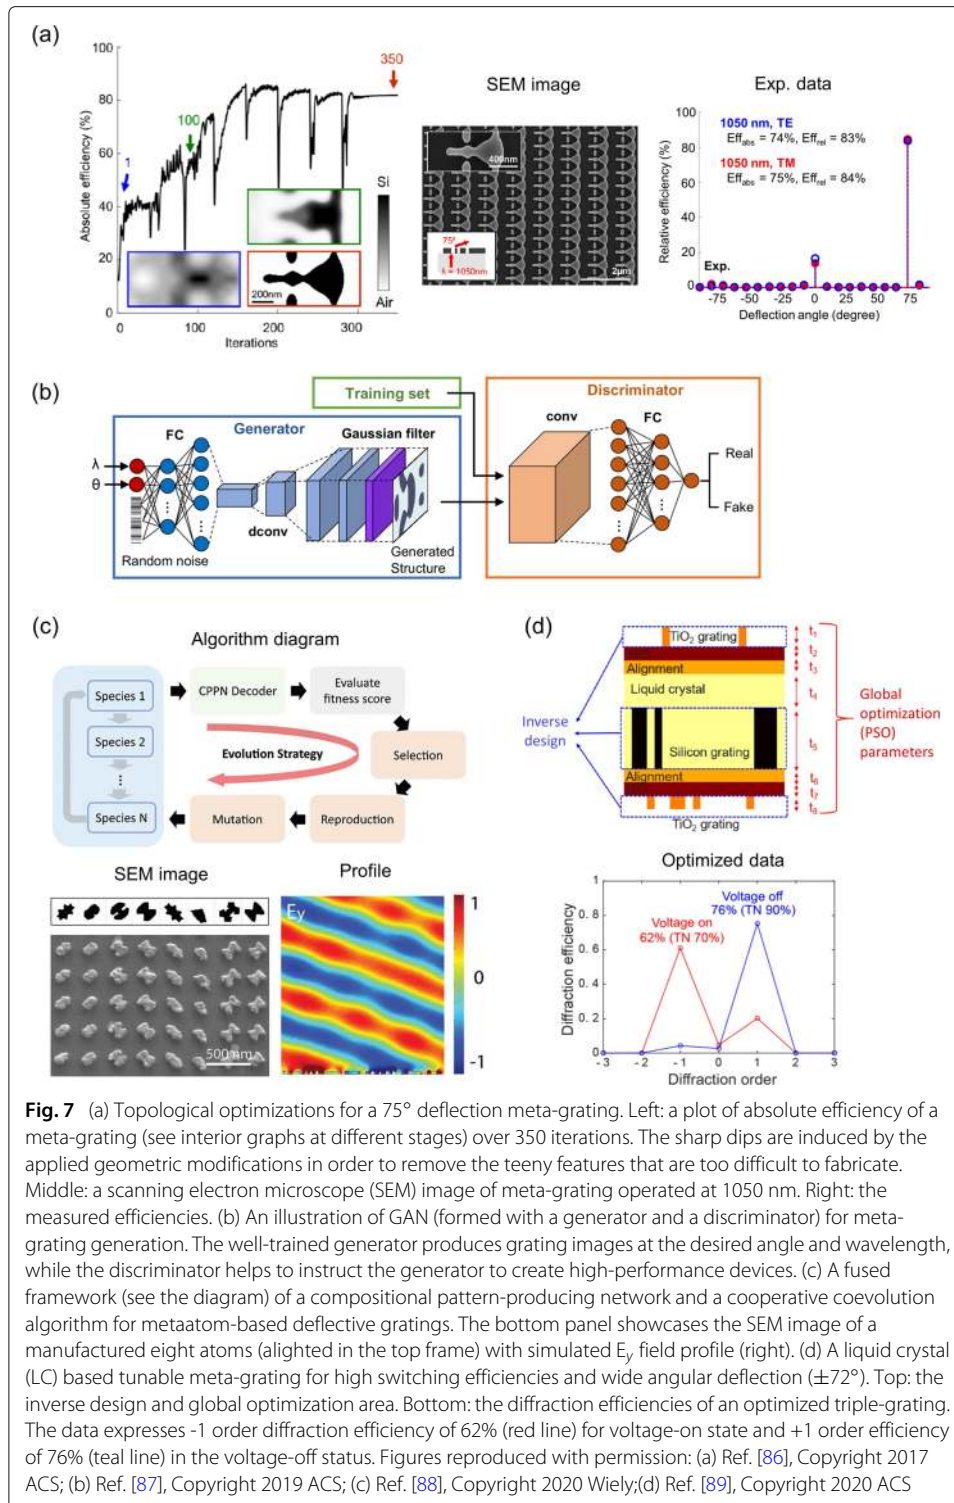 (a)
100
80
60
40
20
0
Absolute efficiency (%)
0
100
200
300
Iterations
1
100
350
200nm
Si
Air
SEM image
400nm
75°
λ = 1050nm
2μm
Exp. data
1050 nm, TE
Eff_abs = 74%, Eff_rel = 83%
1050 nm, TM
Eff_abs = 75%, Eff_rel = 84%
Exp.
Relative efficiency (%)
100
80
60
40
20
0
-75 -50 -25 0 25 50 75
Deflection angle (degree)
(b)
Training set
Generator
FC
Gaussian filter
λ
θ
dconv
Random noise
Generated
Structure
Discriminator
conv
FC
Real
Fake
(c)
Algorithm diagram
Species 1
Species 2
Species N
CPPN Decoder
Evaluate
fitness score
Evolution Strategy
Selection
Mutation
Reproduction
SEM image
500nm
Profile
E_y
1
0
-1
(d)
TiO₂ grating
Alignment
Liquid crystal
Silicon grating
Alignment
TiO₂ grating
Inverse
design
t₁
t₂
t₃
t₄
t₅
t₆
t₇
t₈
Global
optimization
(PSO)
parameters
Optimized data
1
0.8
0.6
0.4
0.2
0
Diffraction efficiency
Voltage off
76% (TN 90%)
Voltage on
62% (TN 70%)
-3 -2 -1 0 1 2 3
Diffraction order
Fig. 7 (a) Topological optimizations for a 75° deflection meta-grating. Left: a plot of absolute efficiency of a
meta-grating (see interior graphs at different stages) over 350 iterations. The sharp dips are induced by the
applied geometric modifications in order to remove the teeny features that are too difficult to fabricate.
Middle: a scanning electron microscope (SEM) image of meta-grating operated at 1050 nm. Right: the
measured efficiencies. (b) An illustration of GAN (formed with a generator and a discriminator) for meta-
grating generation. The well-trained generator produces grating images at the desired angle and wavelength,
while the discriminator helps to instruct the generator to create high-performance devices. (c) A fused
framework (see the diagram) of a compositional pattern-producing network and a cooperative coevolution
algorithm for metaatom-based deflective gratings. The bottom panel showcases the SEM image of a
manufactured eight atoms (alighted in the top frame) with simulated E_y field profile (right). (d) A liquid crystal
(LC) based tunable meta-grating for high switching efficiencies and wide angular deflection (±72°). Top: the
inverse design and global optimization area. Bottom: the diffraction efficiencies of an optimized triple-grating.
The data expresses -1 order diffraction efficiency of 62% (red line) for voltage-on state and +1 order efficiency
of 76% (teal line) in the voltage-off status. Figures reproduced with permission: (a) Ref. [86], Copyright 2017
ACS; (b) Ref. [87], Copyright 2019 ACS; (c) Ref. [88], Copyright 2020 Wiely;(d) Ref. [89], Copyright 2020 ACS